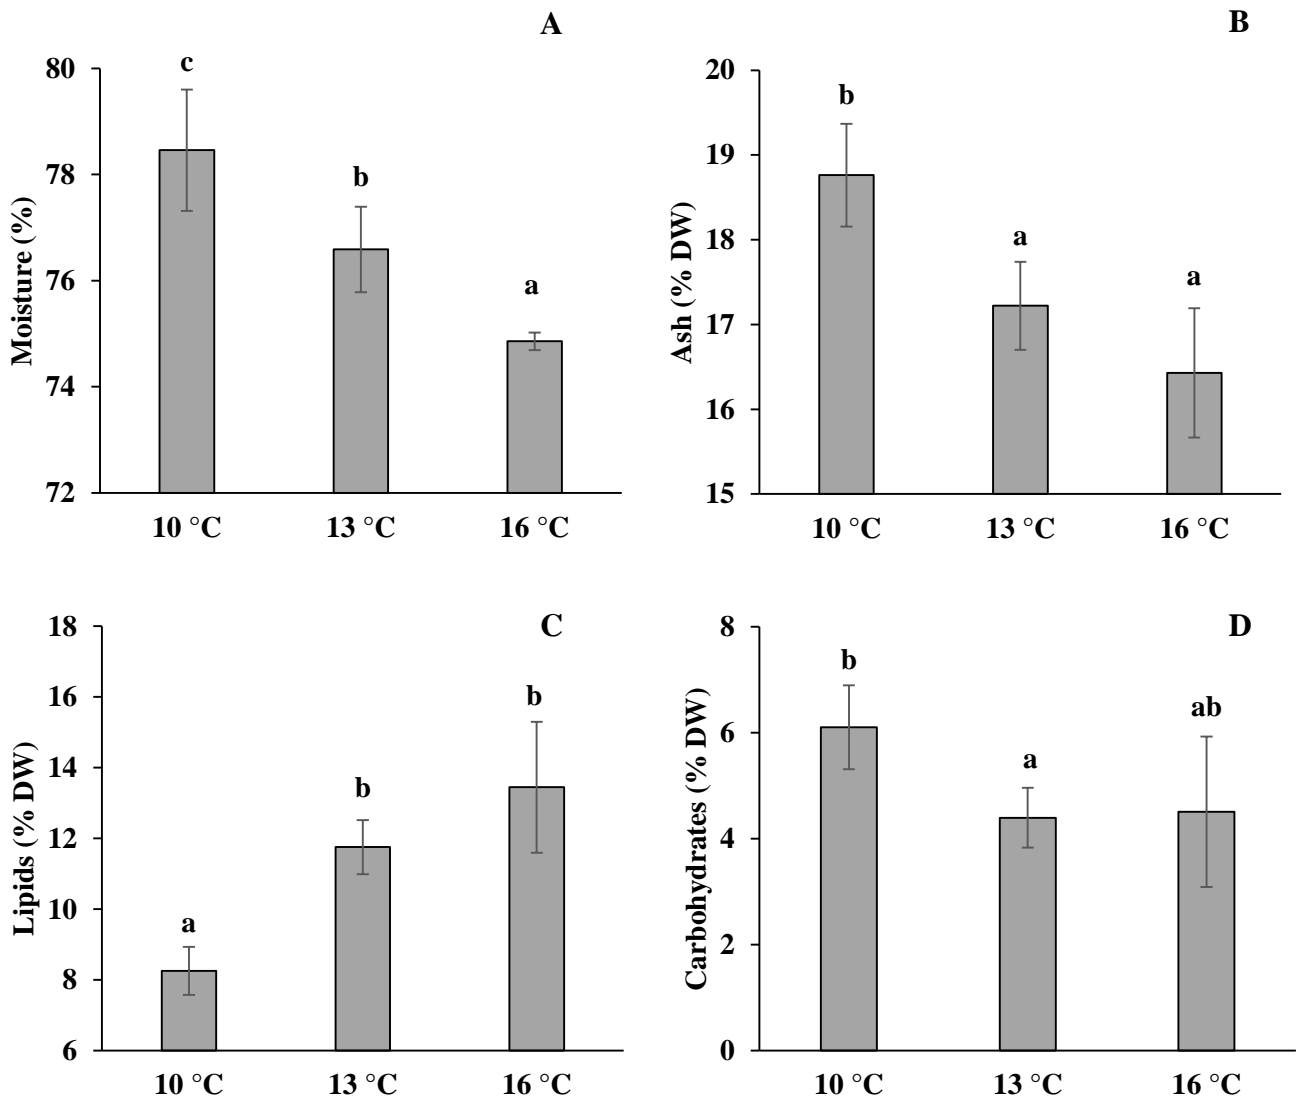 A
Moisture (%)
80
78
76
74
72
c
b
a
10 °C
13 °C
16 °C
B
Ash (% DW)
20
19
18
17
16
15
b
a
a
10 °C
13 °C
16 °C
C
Lipids (% DW)
18
16
14
12
10
8
6
a
b
b
10 °C
13 °C
16 °C
D
Carbohydrates (% DW)
8
6
4
2
0
b
a
ab
10 °C
13 °C
16 °C